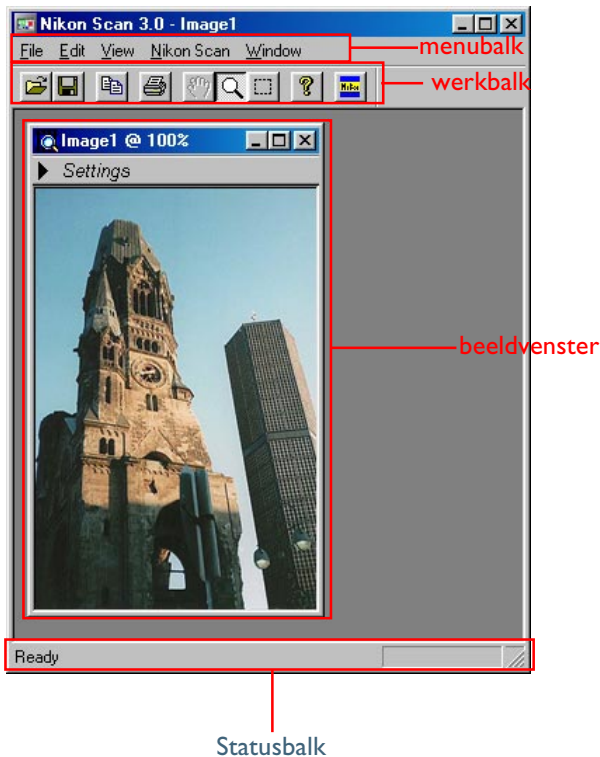 Nikon Scan 3.0 - Image1
File Edit View Nikon Scan Window
menubalk
werkbalk
Image1 @ 100%
Settings
beeldvenster
Ready
Statusbalk